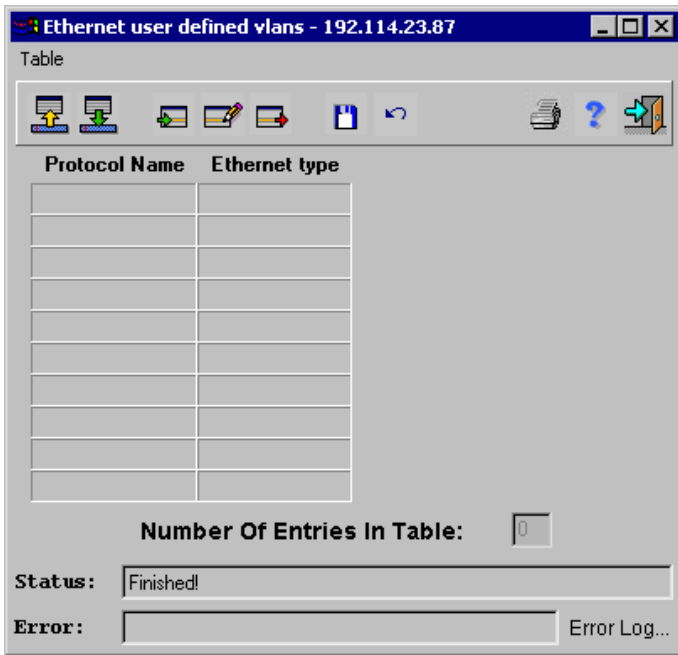 Ethernet user defined vlans - 192.114.23.87
Table
Protocol Name Ethernet type
Number Of Entries In Table: 0
Status: Finished!
Error: Error Log...